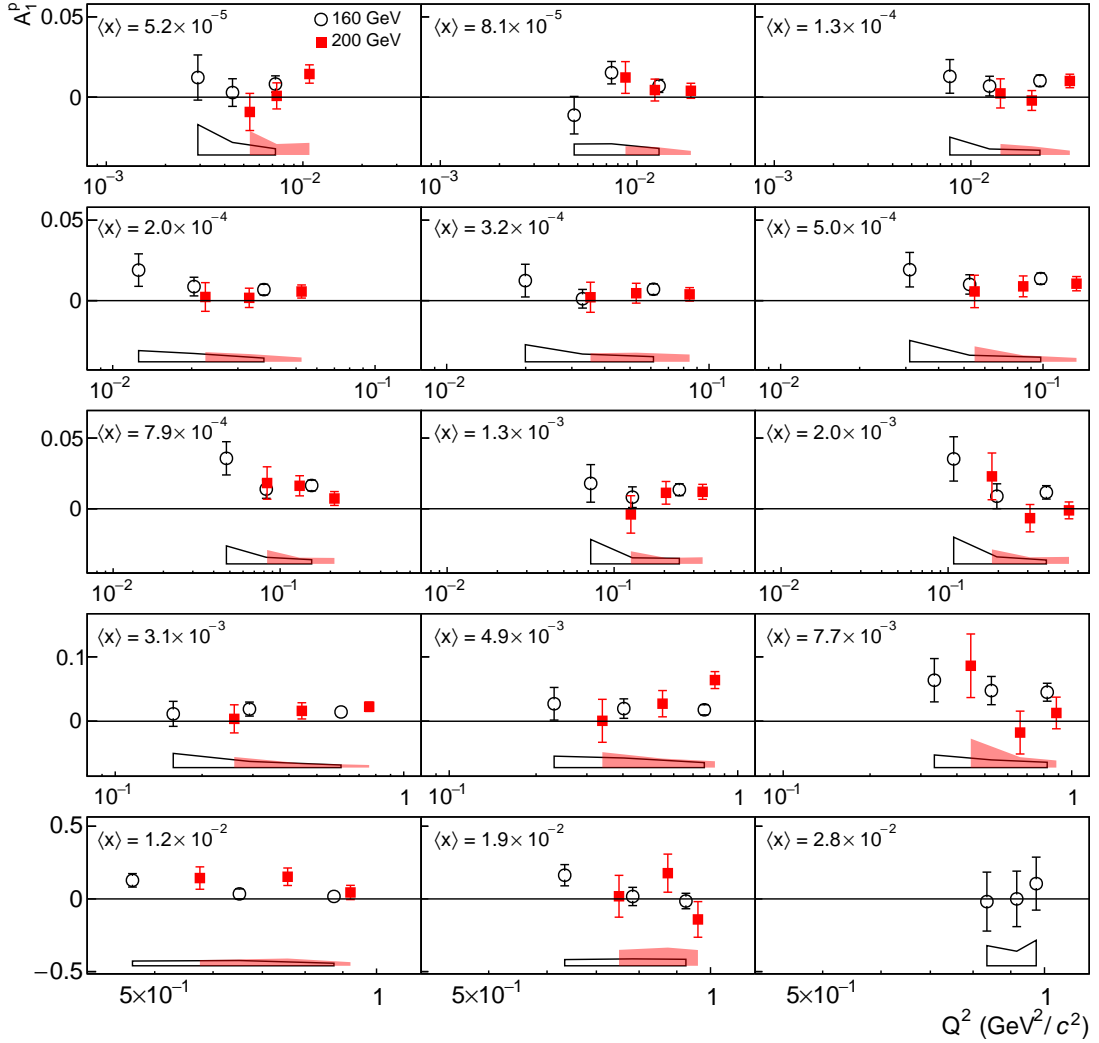 A₁ᵖ
0.05
0
⟨x⟩ = 5.2 × 10⁻⁵
160 GeV
200 GeV
⟨x⟩ = 8.1 × 10⁻⁵
⟨x⟩ = 1.3 × 10⁻⁴
10⁻³ 10⁻² 10⁻³ 10⁻² 10⁻³ 10⁻²
0.05
0
⟨x⟩ = 2.0 × 10⁻⁴
⟨x⟩ = 3.2 × 10⁻⁴
⟨x⟩ = 5.0 × 10⁻⁴
10⁻² 10⁻¹ 10⁻² 10⁻¹ 10⁻² 10⁻¹
0.05
0
⟨x⟩ = 7.9 × 10⁻⁴
⟨x⟩ = 1.3 × 10⁻³
⟨x⟩ = 2.0 × 10⁻³
10⁻² 10⁻¹ 10⁻² 10⁻¹ 10⁻² 10⁻¹
0.1
0
⟨x⟩ = 3.1 × 10⁻³
⟨x⟩ = 4.9 × 10⁻³
⟨x⟩ = 7.7 × 10⁻³
10⁻¹ 1 10⁻¹ 1 10⁻¹ 1
0.5
0
−0.5
⟨x⟩ = 1.2 × 10⁻²
⟨x⟩ = 1.9 × 10⁻²
⟨x⟩ = 2.8 × 10⁻²
5×10⁻¹ 1 5×10⁻¹ 1 5×10⁻¹ 1
Q² (GeV²/c²)